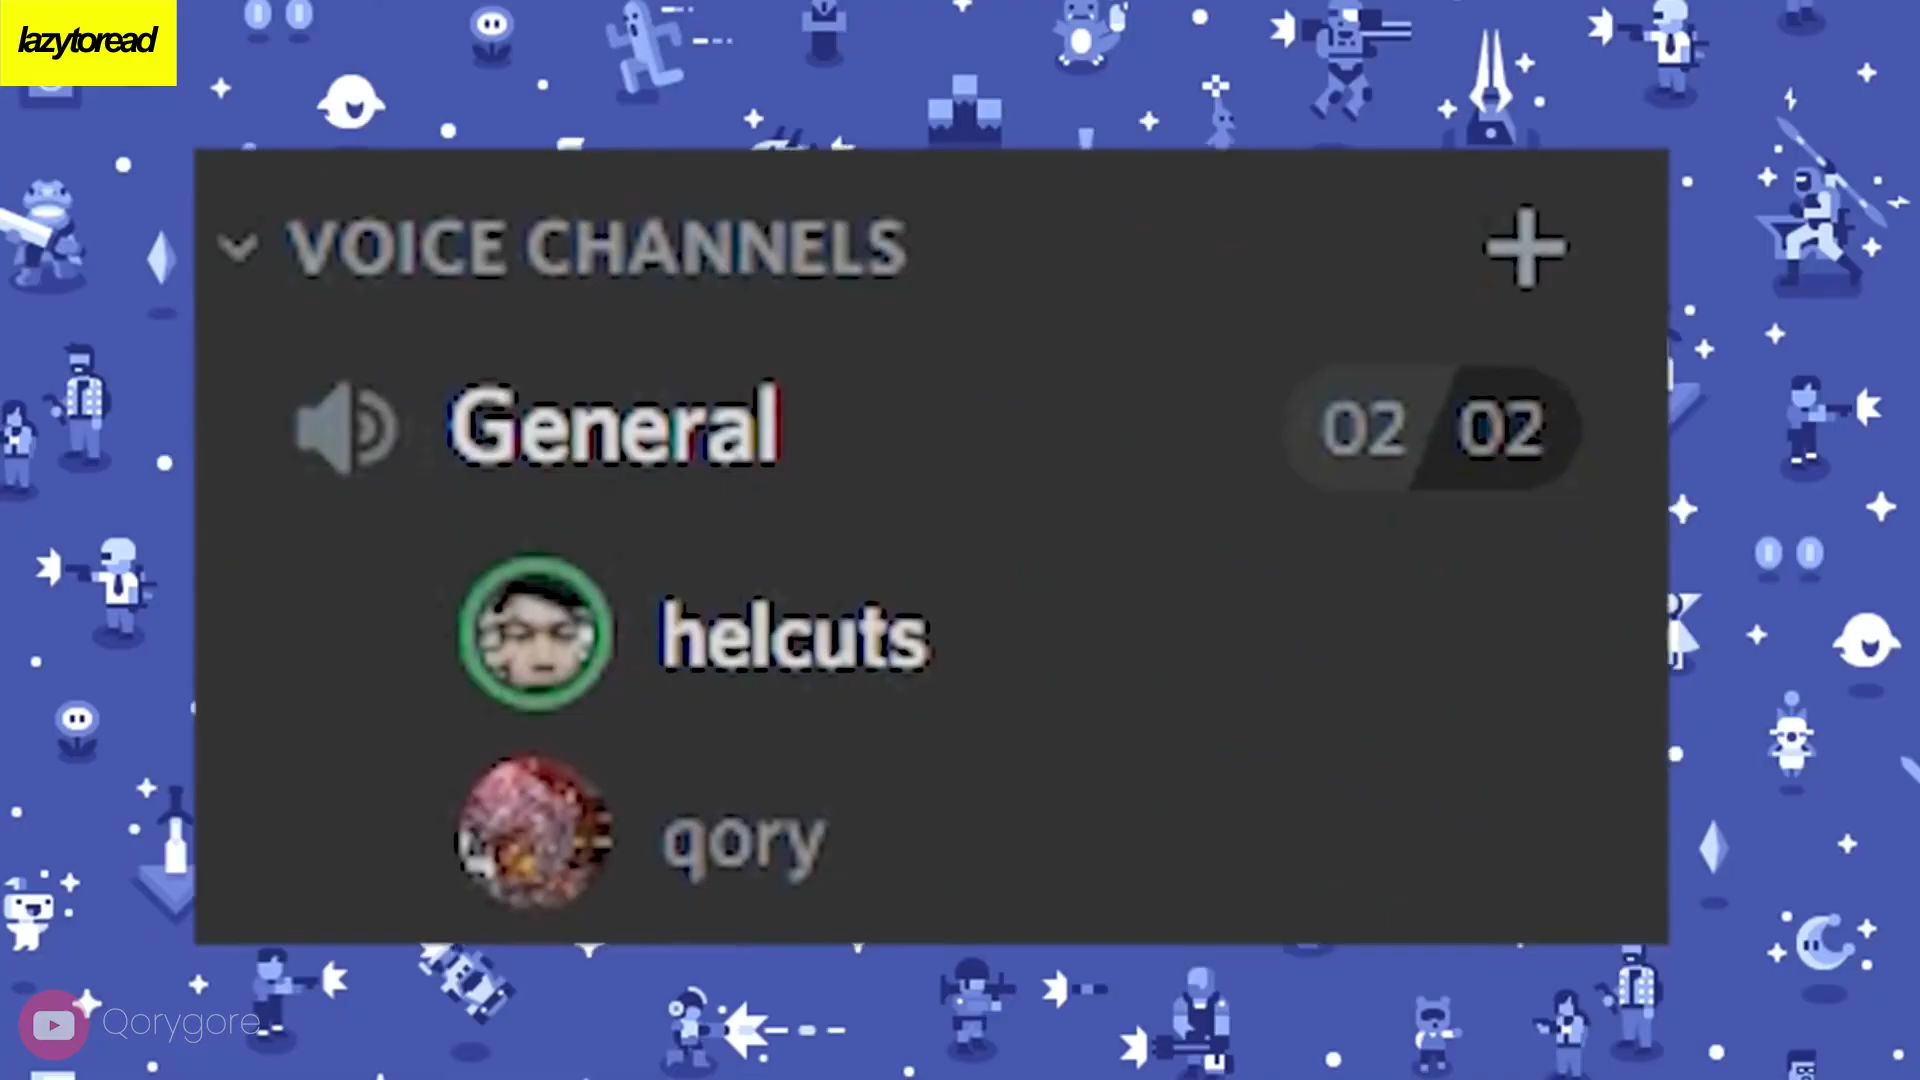 lazytoread
VOICE CHANNELS
General 02 02
helcuts
qory
Qorygore